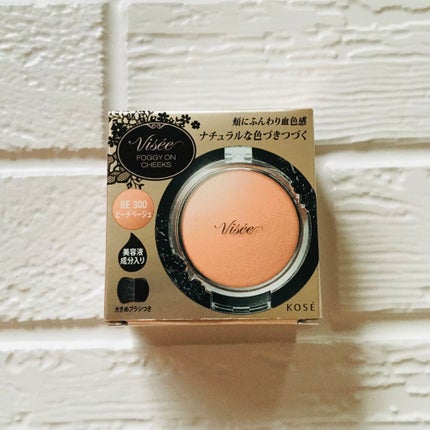 頬にふんわり血色感
ナチュラルな色づきつづく
Visée
FOGGY ON
CHEEKS
BE 300
ピーチベージュ
美容液
成分入り
大きめブラシつき
Visée
KOSÉ